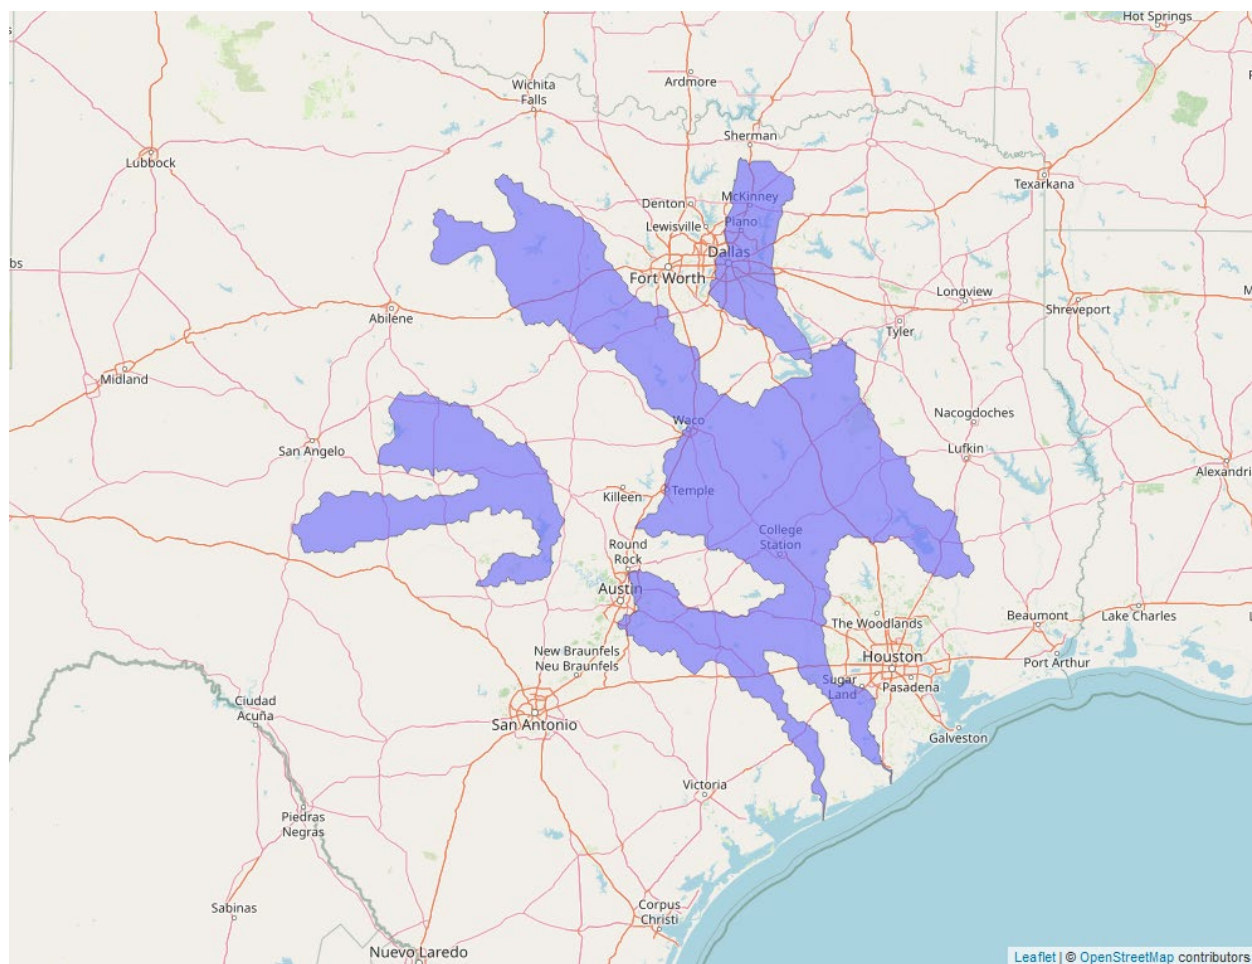 Hot Springs
Ardmore
Wichita
Falls
Sherman
Lubbock
Texarkana
McKinney
Denton
Plano
Lewisville
Dallas
bs
Fort Worth
Longview
Shreveport
M
Abilene
Tyler
Midland
Nacogdoches
Waco
San Angelo
Lufkin
Alexandri
Killeen
Temple
College
Station
Round
Rock
Austin
Beaumont
Lake Charles
L
The Woodlands
New Braunfels
Neu Braunfels
Houston
Port Arthur
Sugar
Land
Pasadena
Ciudad
Acuña
San Antonio
Galveston
Victoria
Piedras
Negras
Sabinas
Corpus
Christi
Nuevo Laredo
Leaflet | © OpenStreetMap contributors